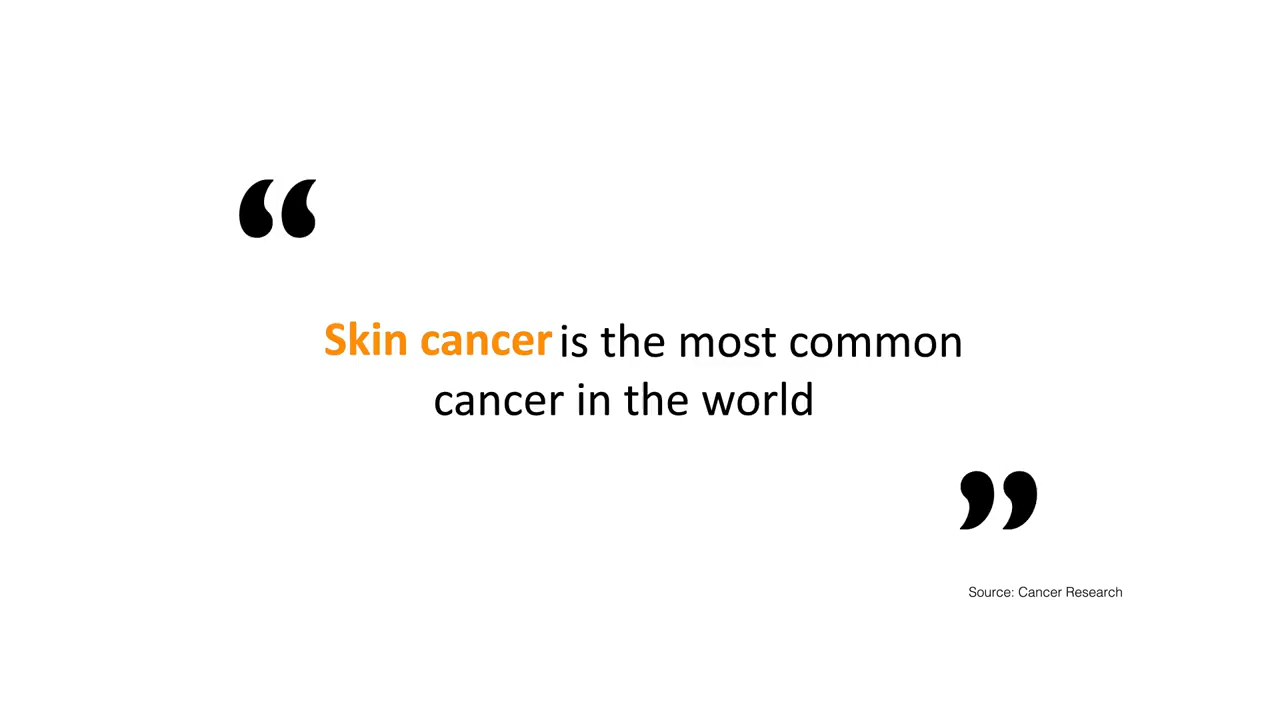 “
Skin cancer is the most common
cancer in the world
”
Source: Cancer Research